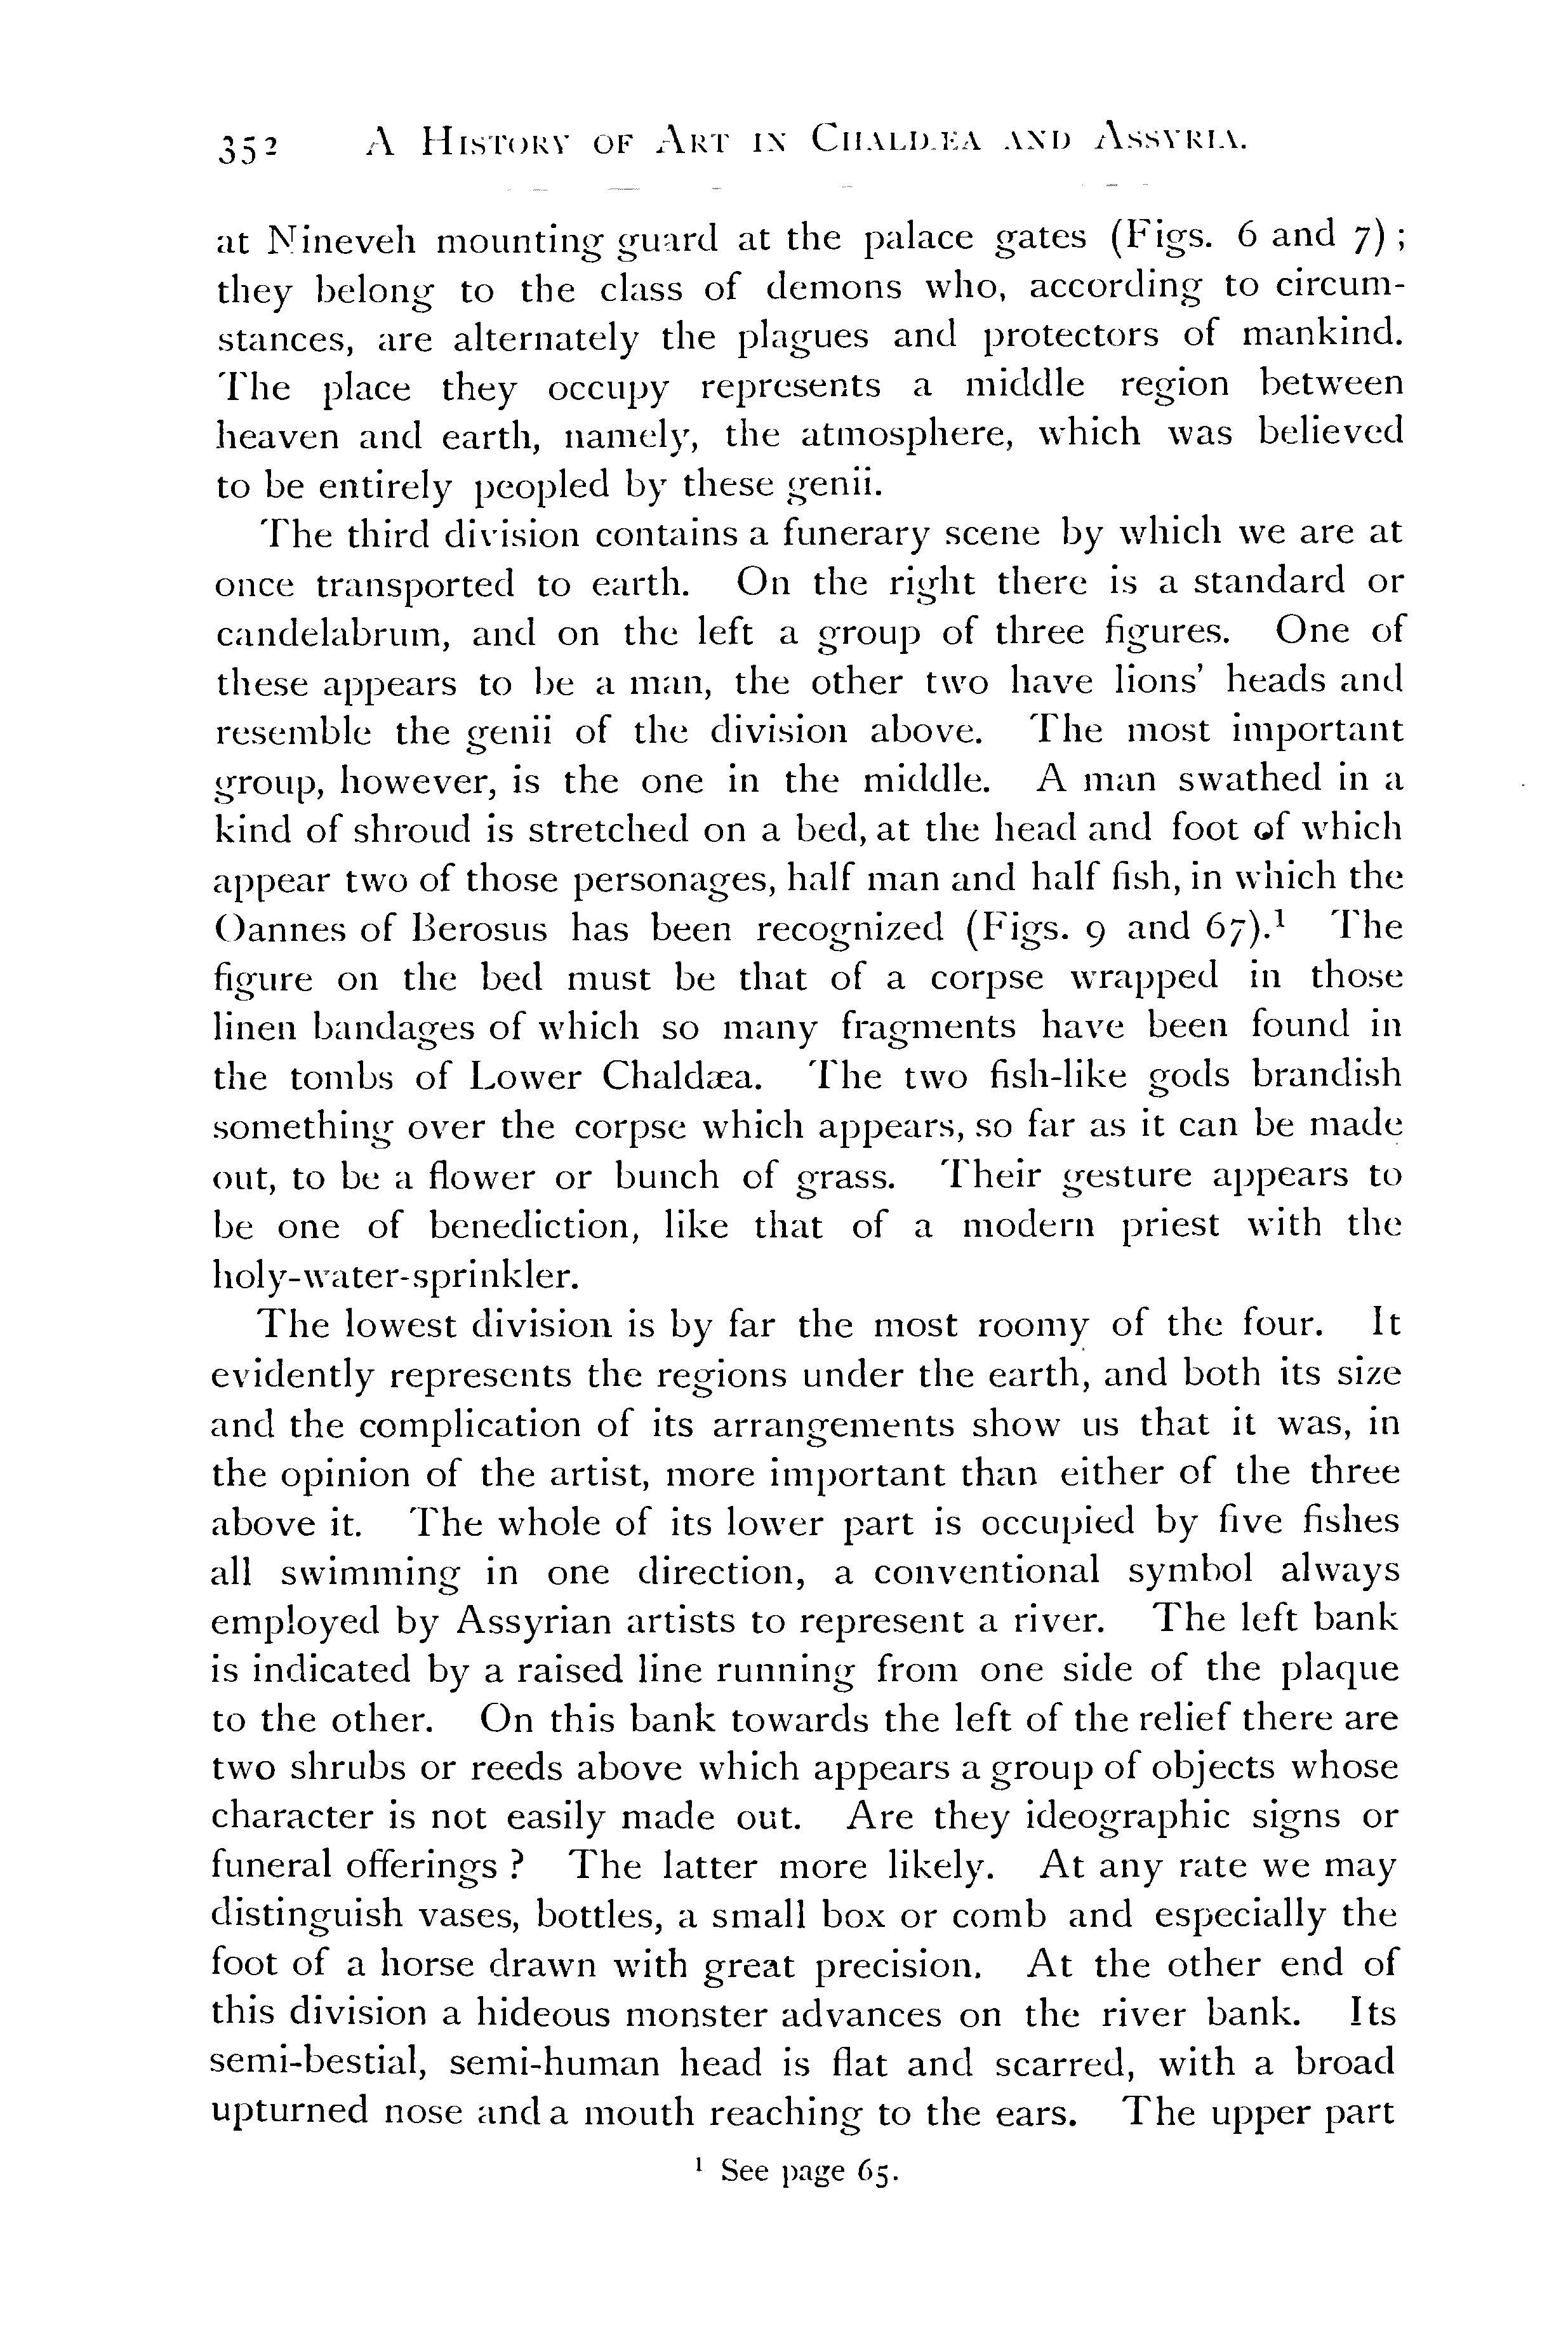 352 A History of Art in Chaldæa and Assyria.
at Nineveh mounting guard at the palace gates (Figs. 6 and 7) ;
they belong to the class of demons who, according to circum-
stances, are alternately the plagues and protectors of mankind.
The place they occupy represents a middle region between
heaven and earth, namely, the atmosphere, which was believed
to be entirely peopled by these genii.
The third division contains a funerary scene by which we are at
once transported to earth. On the right there is a standard or
candelabrum, and on the left a group of three figures. One of
these appears to be a man, the other two have lions' heads and
resemble the genii of the division above. The most important
group, however, is the one in the middle. A man swathed in a
kind of shroud is stretched on a bed, at the head and foot of which
appear two of those personages, half man and half fish, in which the
Oannes of Berosus has been recognized (Figs. 9 and 67).¹ The
figure on the bed must be that of a corpse wrapped in those
linen bandages of which so many fragments have been found in
the tombs of Lower Chaldæa. The two fish-like gods brandish
something over the corpse which appears, so far as it can be made
out, to be a flower or bunch of grass. Their gesture appears to
be one of benediction, like that of a modern priest with the
holy-water-sprinkler.
The lowest division is by far the most roomy of the four. It
evidently represents the regions under the earth, and both its size
and the complication of its arrangements show us that it was, in
the opinion of the artist, more important than either of the three
above it. The whole of its lower part is occupied by five fishes
all swimming in one direction, a conventional symbol always
employed by Assyrian artists to represent a river. The left bank
is indicated by a raised line running from one side of the plaque
to the other. On this bank towards the left of the relief there are
two shrubs or reeds above which appears a group of objects whose
character is not easily made out. Are they ideographic signs or
funeral offerings ? The latter more likely. At any rate we may
distinguish vases, bottles, a small box or comb and especially the
foot of a horse drawn with great precision. At the other end of
this division a hideous monster advances on the river bank. Its
semi-bestial, semi-human head is flat and scarred, with a broad
upturned nose and a mouth reaching to the ears. The upper part
¹ See page 65.